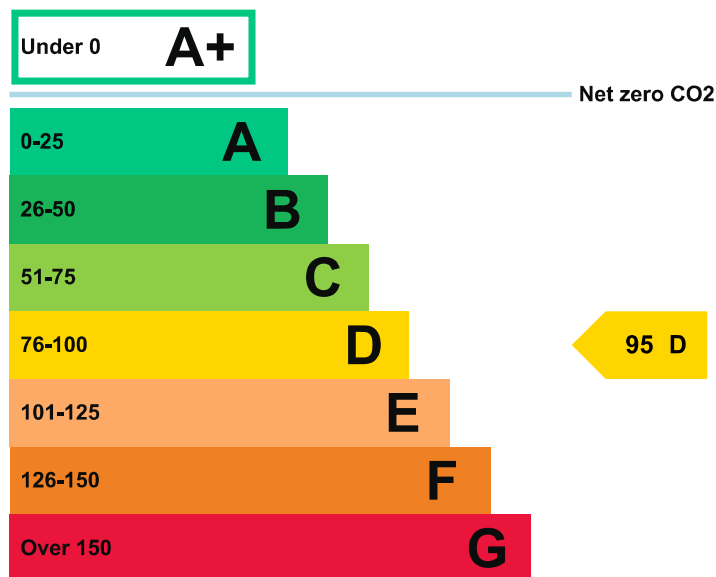 Under 0 A+
Net zero CO2
0-25 A
26-50 B
51-75 C
76-100 D
95 D
101-125 E
126-150 F
Over 150 G